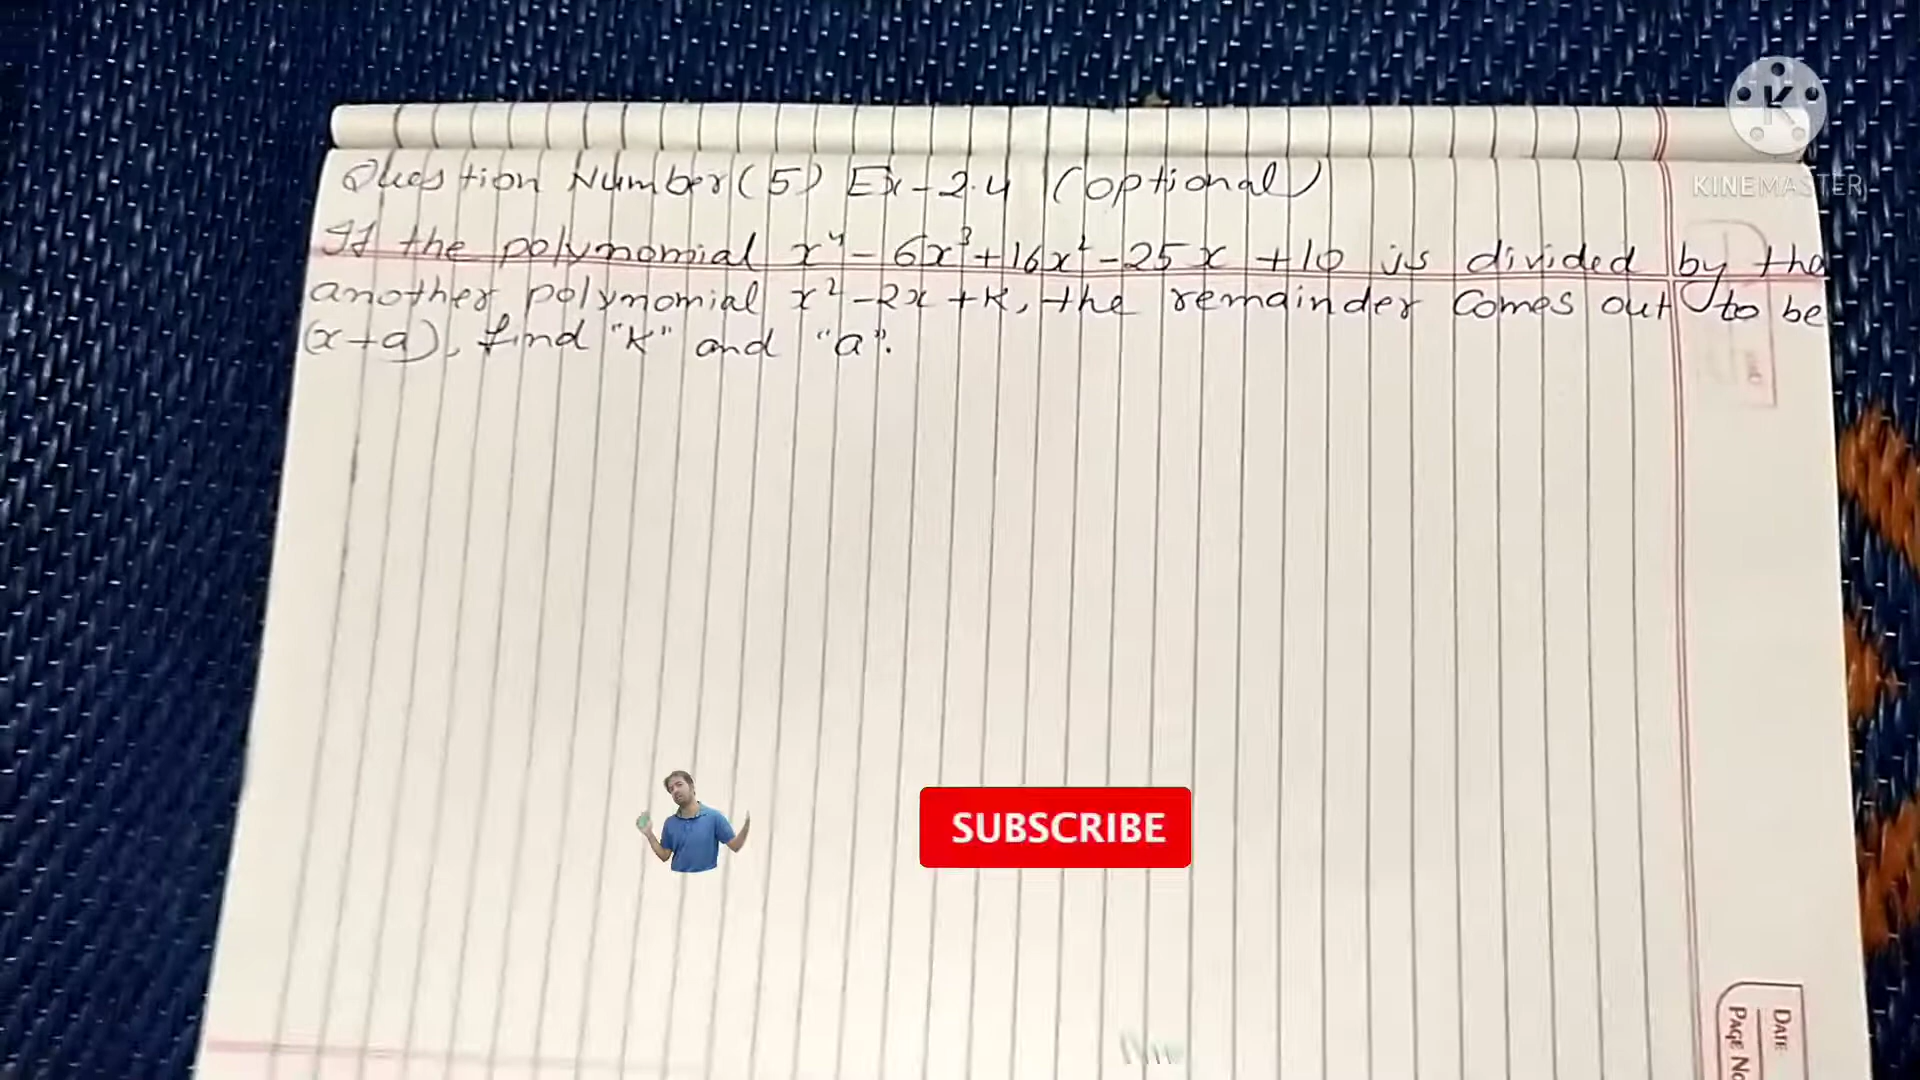 Question Number (5) Ex-2.4 (optional)
If the polynomial x⁴ - 6x³ + 16x² - 25x + 10 is divided by the
another polynomial x² - 2x + k, the remainder comes out to be
(x+a), find "k" and "a".
SUBSCRIBE
K
KINEMASTER
DATE
PAGE No